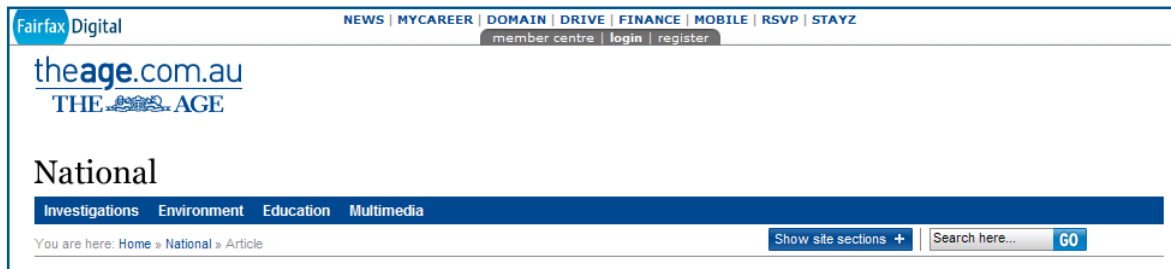 Fairfax Digital
NEWS | MYCAREER | DOMAIN | DRIVE | FINANCE | MOBILE | RSVP | STAYZ
member centre | login | register
theage.com.au
THE AGE
National
Investigations Environment Education Multimedia
You are here: Home » National » Article
Show site sections +
Search here...
GO